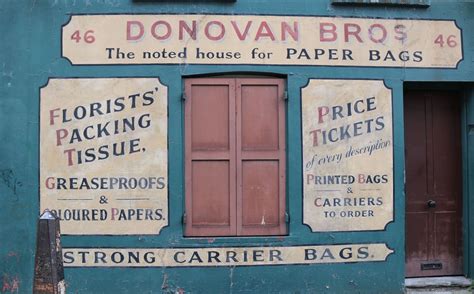 46 DONOVAN BROS 46
The noted house for PAPER BAGS
FLORISTS'
PACKING
TISSUE,
GREASEPROOFS
&
COLOURED PAPERS.
PRICE
TICKETS
of every description
PRINTED BAGS
&
CARRIERS
TO ORDER
STRONG CARRIER BAGS.